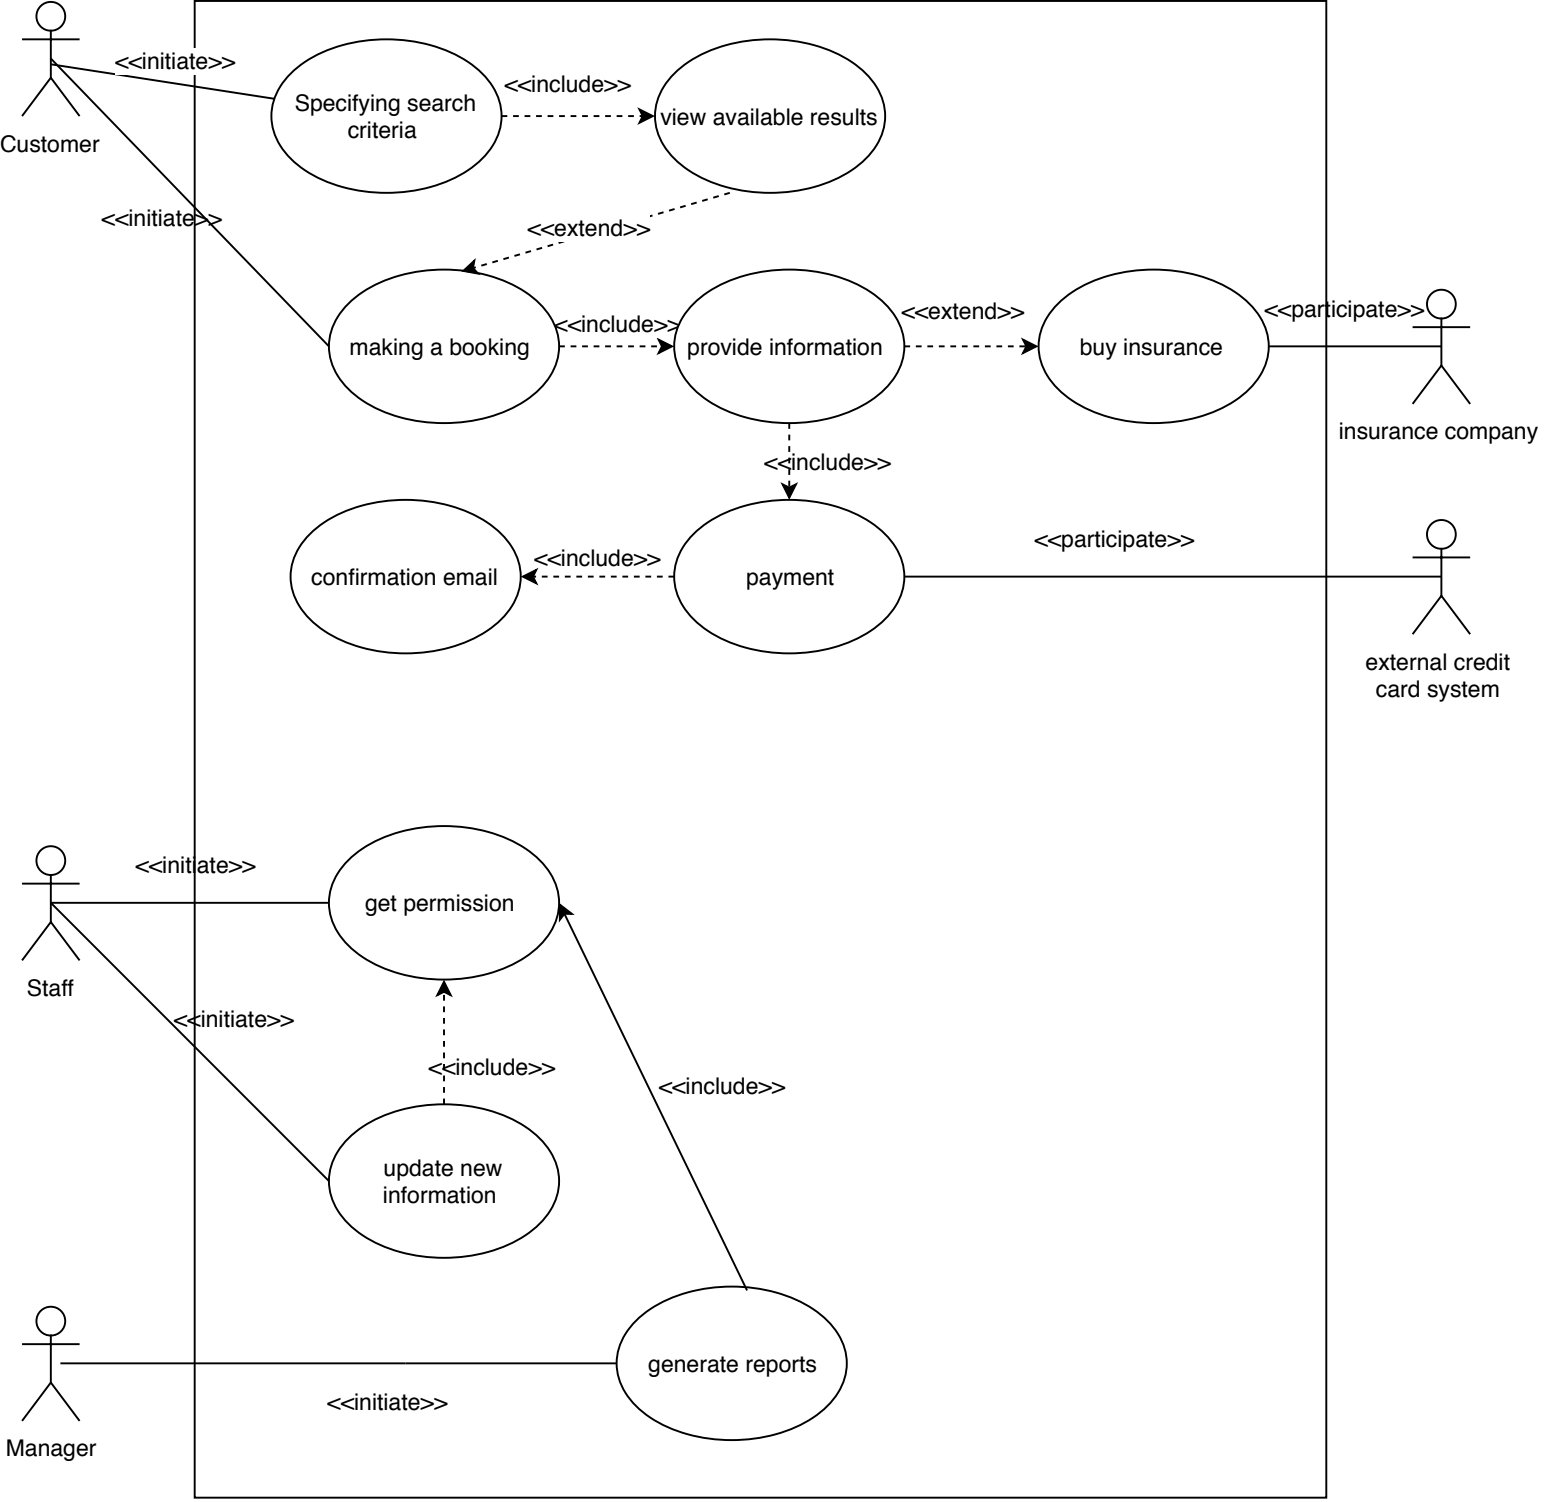 <<initiate>>
<<include>>
Specifying search
criteria
view available results
Customer
<<initiate>>
<<extend>>
<<participate>>
<<extend>>
<<include>>
making a booking
provide information
buy insurance
insurance company
<<include>>
<<participate>>
<<include>>
confirmation email
payment
external credit
card system
<<initiate>>
get permission
Staff
<<initiate>>
<<include>>
<<include>>
update new
information
generate reports
<<initiate>>
Manager